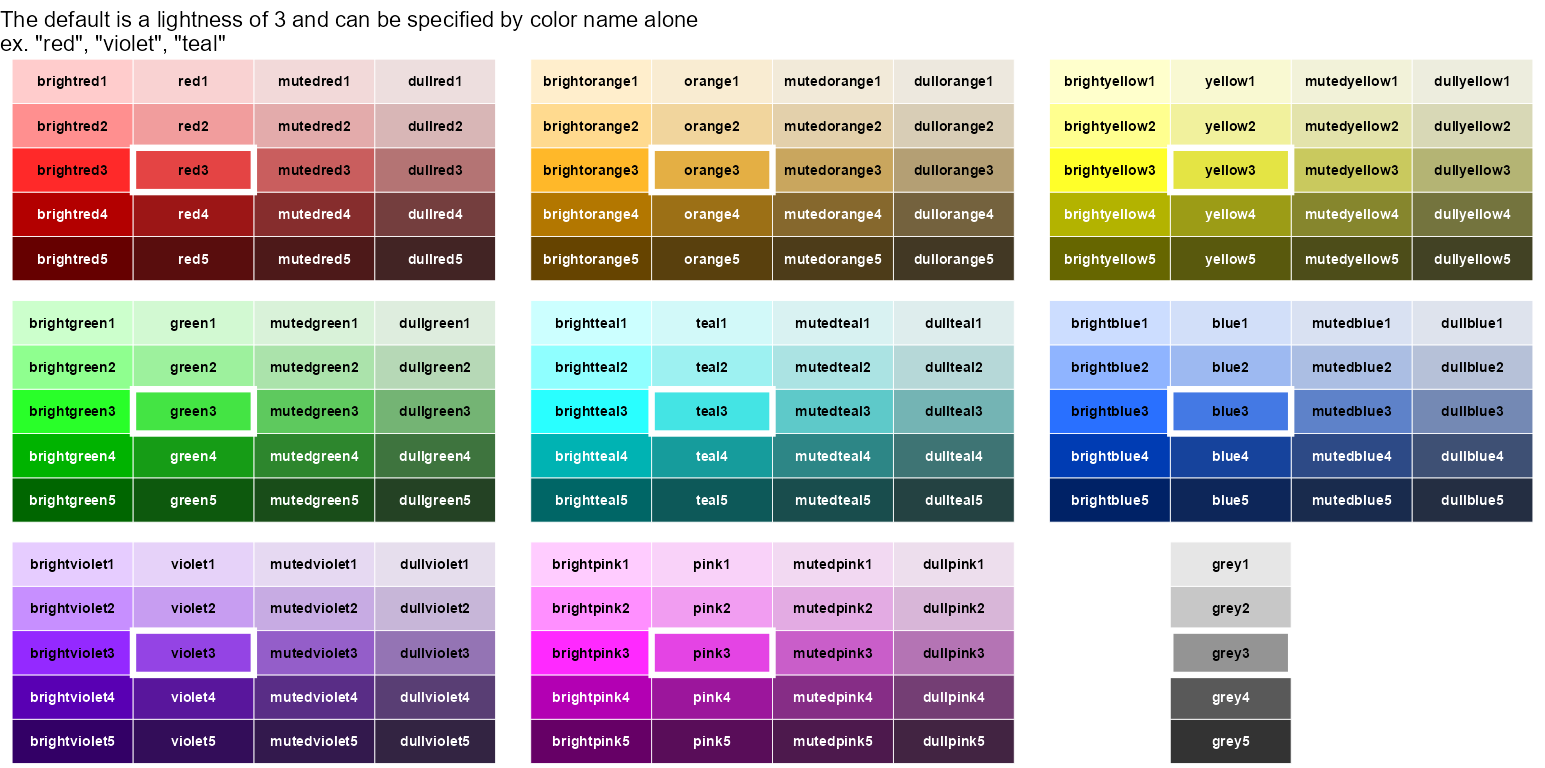 The default is a lightness of 3 and can be specified by color name alone
ex. "red", "violet", "teal"
brightred1 red1 mutedred1 dullred1 brightorange1 orange1 mutedorange1 dullorange1 brightyellow1 yellow1 mutedyellow1 dullyellow1
brightred2 red2 mutedred2 dullred2 brightorange2 orange2 mutedorange2 dullorange2 brightyellow2 yellow2 mutedyellow2 dullyellow2
brightred3 red3 mutedred3 dullred3 brightorange3 orange3 mutedorange3 dullorange3 brightyellow3 yellow3 mutedyellow3 dullyellow3
brightred4 red4 mutedred4 dullred4 brightorange4 orange4 mutedorange4 dullorange4 brightyellow4 yellow4 mutedyellow4 dullyellow4
brightred5 red5 mutedred5 dullred5 brightorange5 orange5 mutedorange5 dullorange5 brightyellow5 yellow5 mutedyellow5 dullyellow5
brightgreen1 green1 mutedgreen1 dullgreen1 brightteal1 teal1 mutedteal1 dullteal1 brightblue1 blue1 mutedblue1 dullblue1
brightgreen2 green2 mutedgreen2 dullgreen2 brightteal2 teal2 mutedteal2 dullteal2 brightblue2 blue2 mutedblue2 dullblue2
brightgreen3 green3 mutedgreen3 dullgreen3 brightteal3 teal3 mutedteal3 dullteal3 brightblue3 blue3 mutedblue3 dullblue3
brightgreen4 green4 mutedgreen4 dullgreen4 brightteal4 teal4 mutedteal4 dullteal4 brightblue4 blue4 mutedblue4 dullblue4
brightgreen5 green5 mutedgreen5 dullgreen5 brightteal5 teal5 mutedteal5 dullteal5 brightblue5 blue5 mutedblue5 dullblue5
brightviolet1 violet1 mutedviolet1 dullviolet1 brightpink1 pink1 mutedpink1 dullpink1 grey1
brightviolet2 violet2 mutedviolet2 dullviolet2 brightpink2 pink2 mutedpink2 dullpink2 grey2
brightviolet3 violet3 mutedviolet3 dullviolet3 brightpink3 pink3 mutedpink3 dullpink3 grey3
brightviolet4 violet4 mutedviolet4 dullviolet4 brightpink4 pink4 mutedpink4 dullpink4 grey4
brightviolet5 violet5 mutedviolet5 dullviolet5 brightpink5 pink5 mutedpink5 dullpink5 grey5